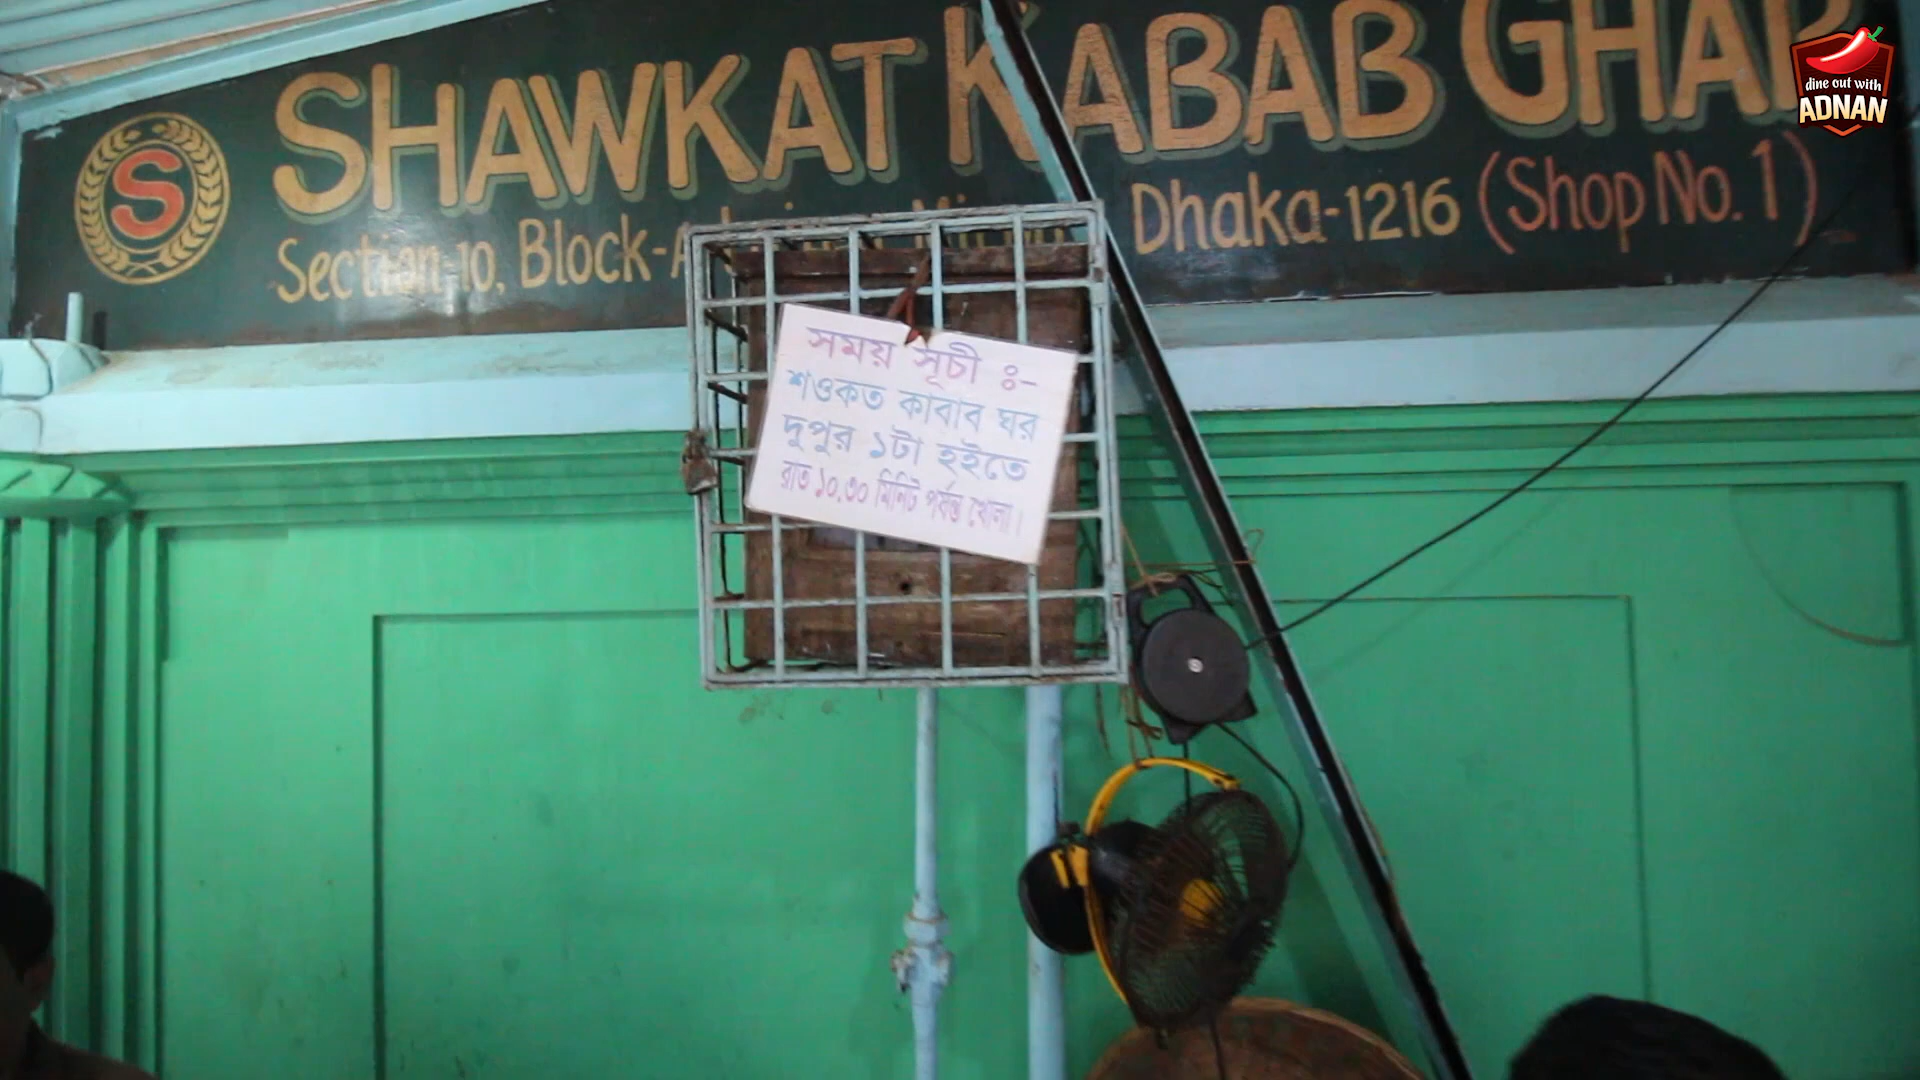 SHAWKAT KABAB GHAR
S
Section-10, Block-A Dhaka-1216 (Shop No. 1)
সময় সূচী ঃ-
শওকত কাবাব ঘর
দুপুর ১টা হইতে
রাত ১০.৩০ মিনিট পর্যন্ত খোলা।
dine out with
ADNAN